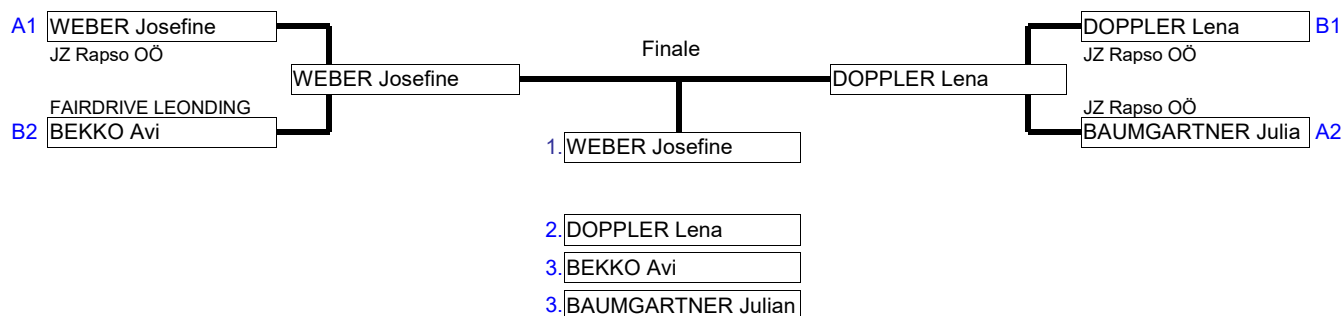 A1 WEBER Josefine
JZ Rapso OÖ
FAIRDRIVE LEONDING
B2 BEKKO Avi
WEBER Josefine
Finale
DOPPLER Lena
DOPPLER Lena B1
JZ Rapso OÖ
JZ Rapso OÖ
BAUMGARTNER Julia A2
1. WEBER Josefine
2. DOPPLER Lena
3. BEKKO Avi
3. BAUMGARTNER Julian